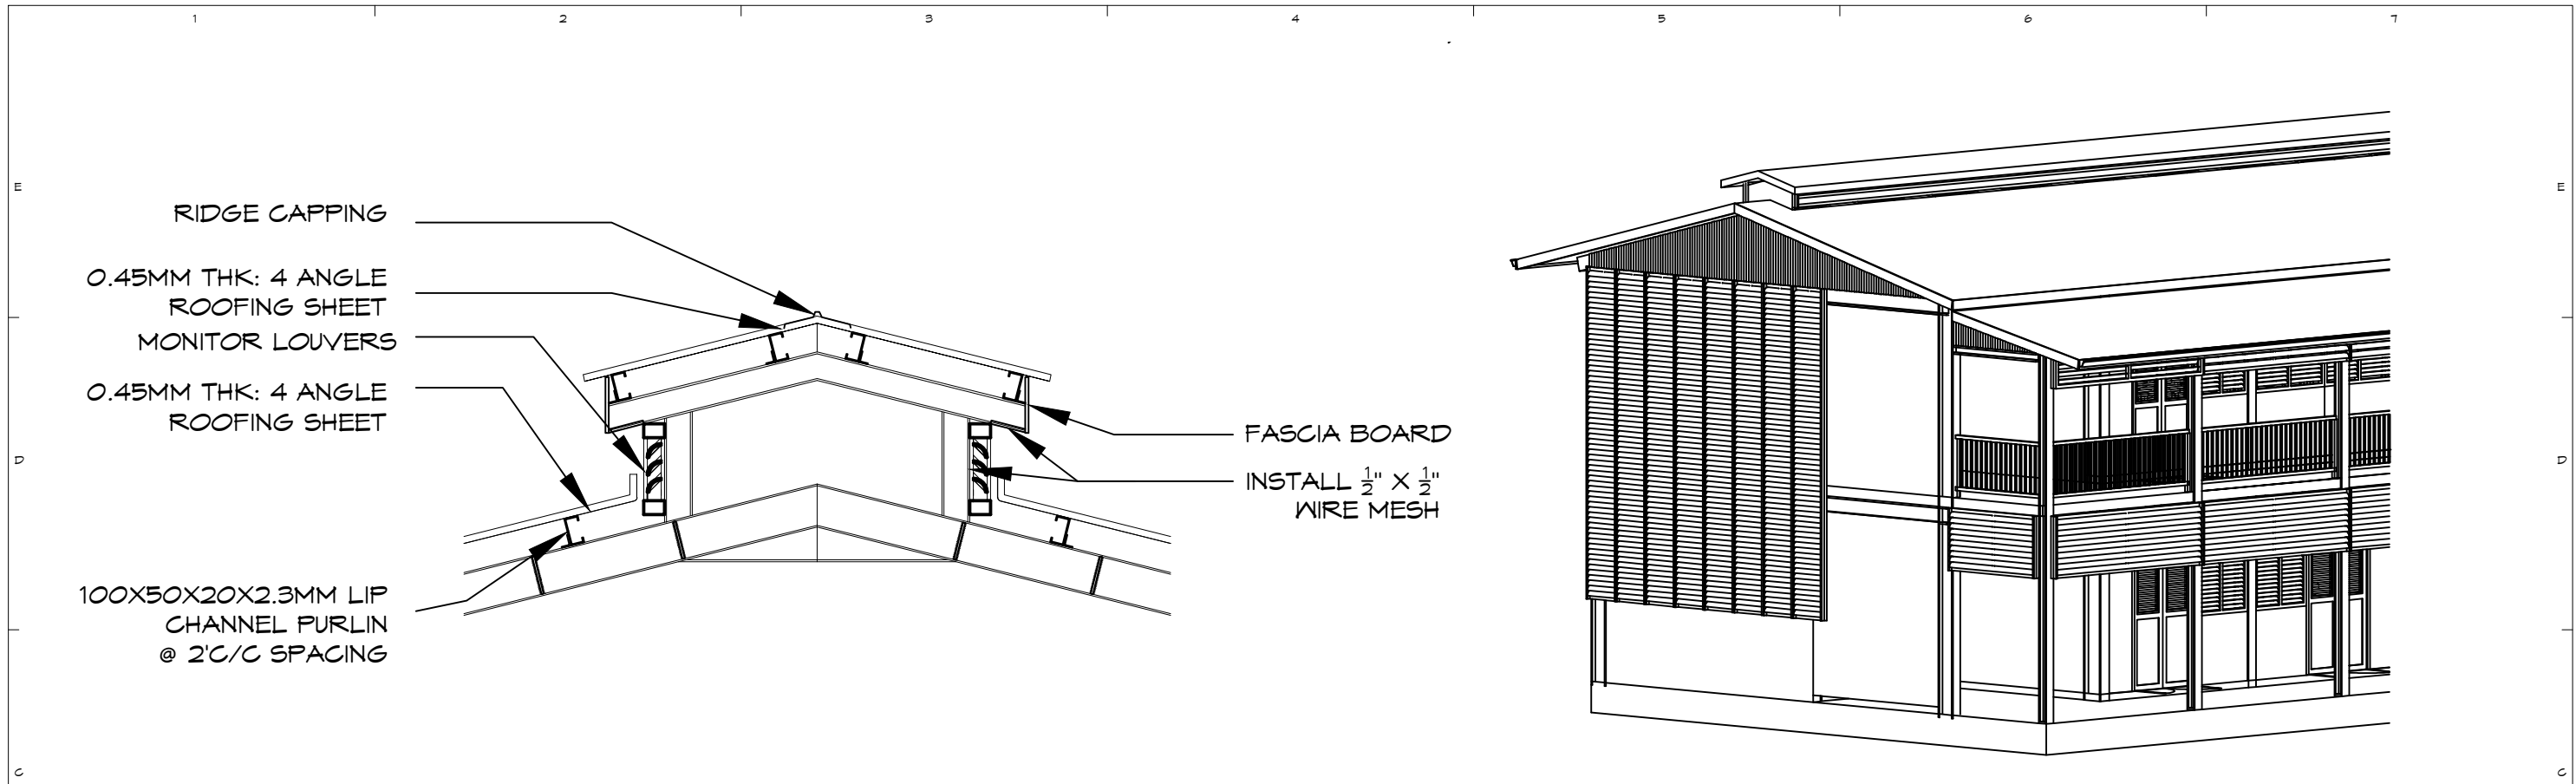 1 2 3 4 5 6 7
E E
RIDGE CAPPING
0.45MM THK: 4 ANGLE
ROOFING SHEET
MONITOR LOUVERS
0.45MM THK: 4 ANGLE
ROOFING SHEET
FASCIA BOARD
D D
INSTALL 1/2" X 1/2"
WIRE MESH
100X50X20X2.3MM LIP
CHANNEL PURLIN
@ 2'C/C SPACING
C C